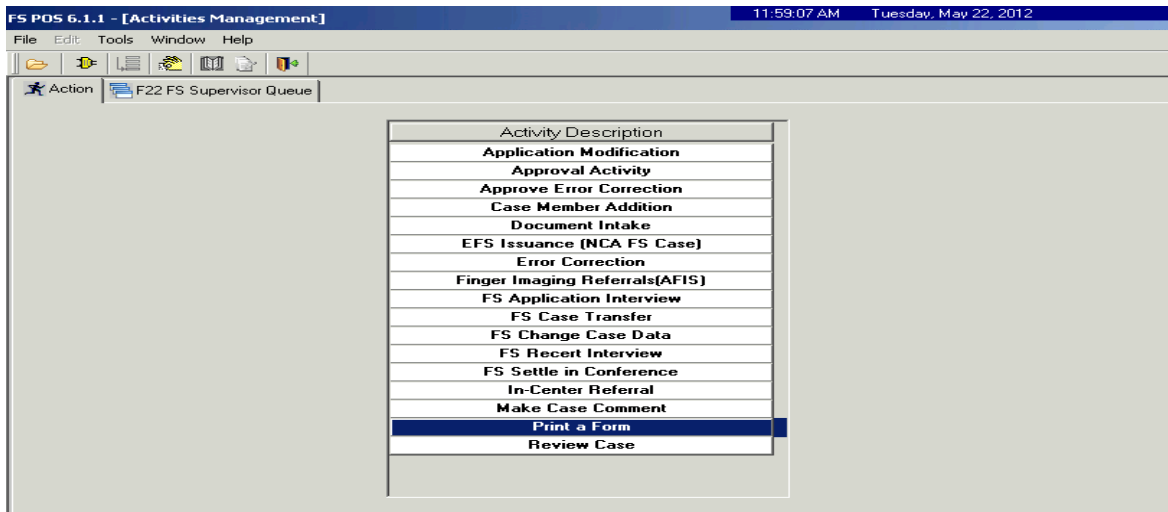 FS POS 6.1.1 - [Activities Management] 11:59:07 AM Tuesday, May 22, 2012
File Edit Tools Window Help
Action F22 FS Supervisor Queue
Activity Description
Application Modification
Approval Activity
Approve Error Correction
Case Member Addition
Document Intake
EFS Issuance (NCA FS Case)
Error Correction
Finger Imaging Referrals(AFIS)
FS Application Interview
FS Case Transfer
FS Change Case Data
FS Recert Interview
FS Settle in Conference
In-Center Referral
Make Case Comment
Print a Form
Review Case